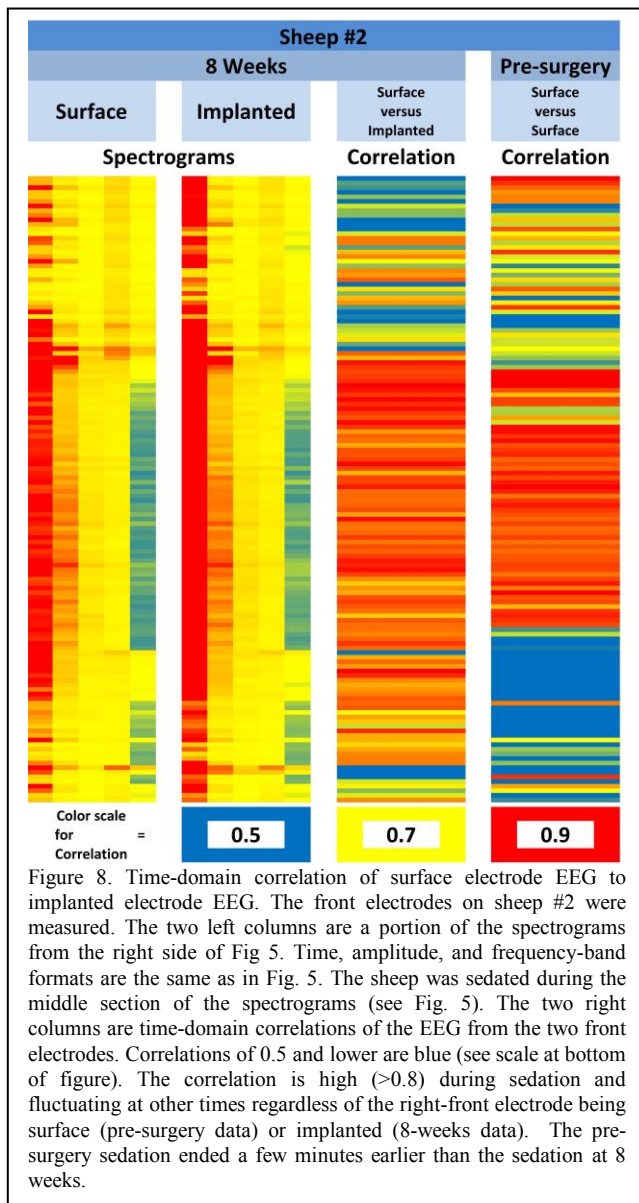 Sheep #2
8 Weeks
Pre-surgery
Surface
Implanted
Surface
versus
Implanted
Surface
versus
Surface
Spectrograms
Correlation
Correlation
Color scale
for =
Correlation
0.5
0.7
0.9
Figure 8. Time-domain correlation of surface electrode EEG to
implanted electrode EEG. The front electrodes on sheep #2 were
measured. The two left columns are a portion of the spectrograms
from the right side of Fig 5. Time, amplitude, and frequency-band
formats are the same as in Fig. 5. The sheep was sedated during the
middle section of the spectrograms (see Fig. 5). The two right
columns are time-domain correlations of the EEG from the two front
electrodes. Correlations of 0.5 and lower are blue (see scale at bottom
of figure). The correlation is high (>0.8) during sedation and
fluctuating at other times regardless of the right-front electrode being
surface (pre-surgery data) or implanted (8-weeks data). The pre-
surgery sedation ended a few minutes earlier than the sedation at 8
weeks.